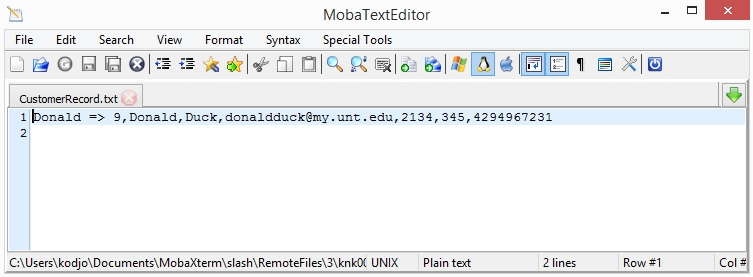 MobaTextEditor
File Edit Search View Format Syntax Special Tools
CustomerRecord.txt
1 Donald => 9,Donald,Duck,donaldduck@my.unt.edu,2134,345,4294967231
2
C:\Users\kodjo\Documents\MobaXterm\slash\RemoteFiles\3\knk00 UNIX Plain text 2 lines Row #1 Col #